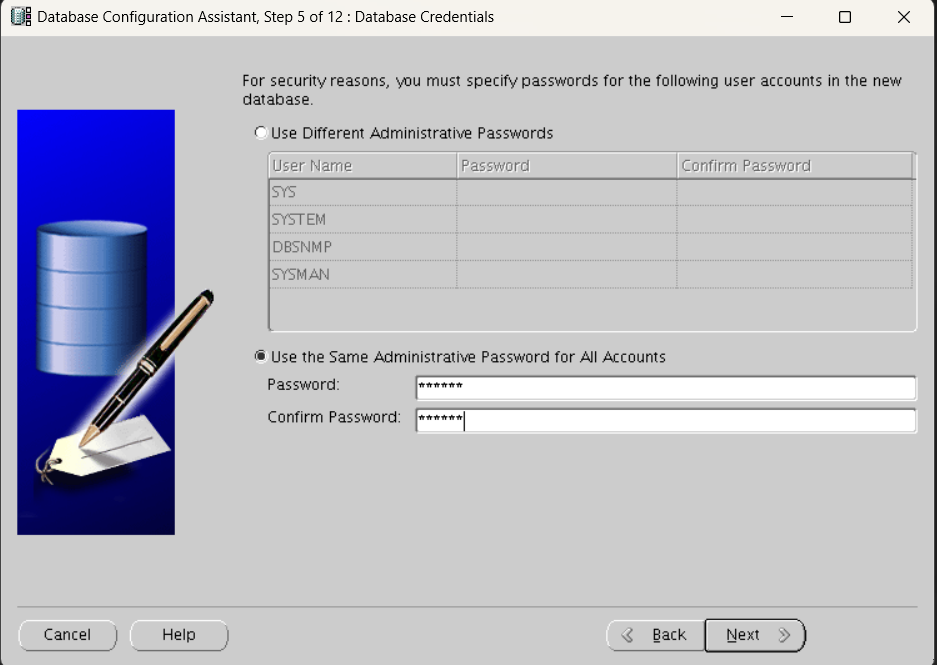 Database Configuration Assistant, Step 5 of 12 : Database Credentials
For security reasons, you must specify passwords for the following user accounts in the new
database.
Use Different Administrative Passwords
User Name Password Confirm Password
SYS
SYSTEM
DBSNMP
SYSMAN
Use the Same Administrative Password for All Accounts
Password: ******
Confirm Password: ******
Cancel Help Back Next